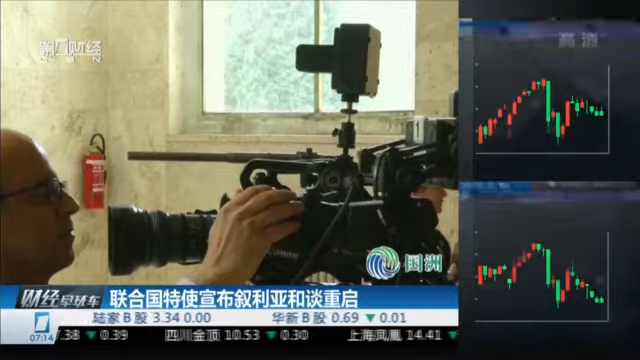 第一财经
CBN
高清
国洲
财经早班车
联合国特使宣布叙利亚和谈重启
陆家B股 3.34 0.00 华新B股 0.69 ▼ 0.01
07:14
7.38 ▼ 0.39 四川金顶 10.53 ▼ 0.30 上海凤凰 14.41 ▼